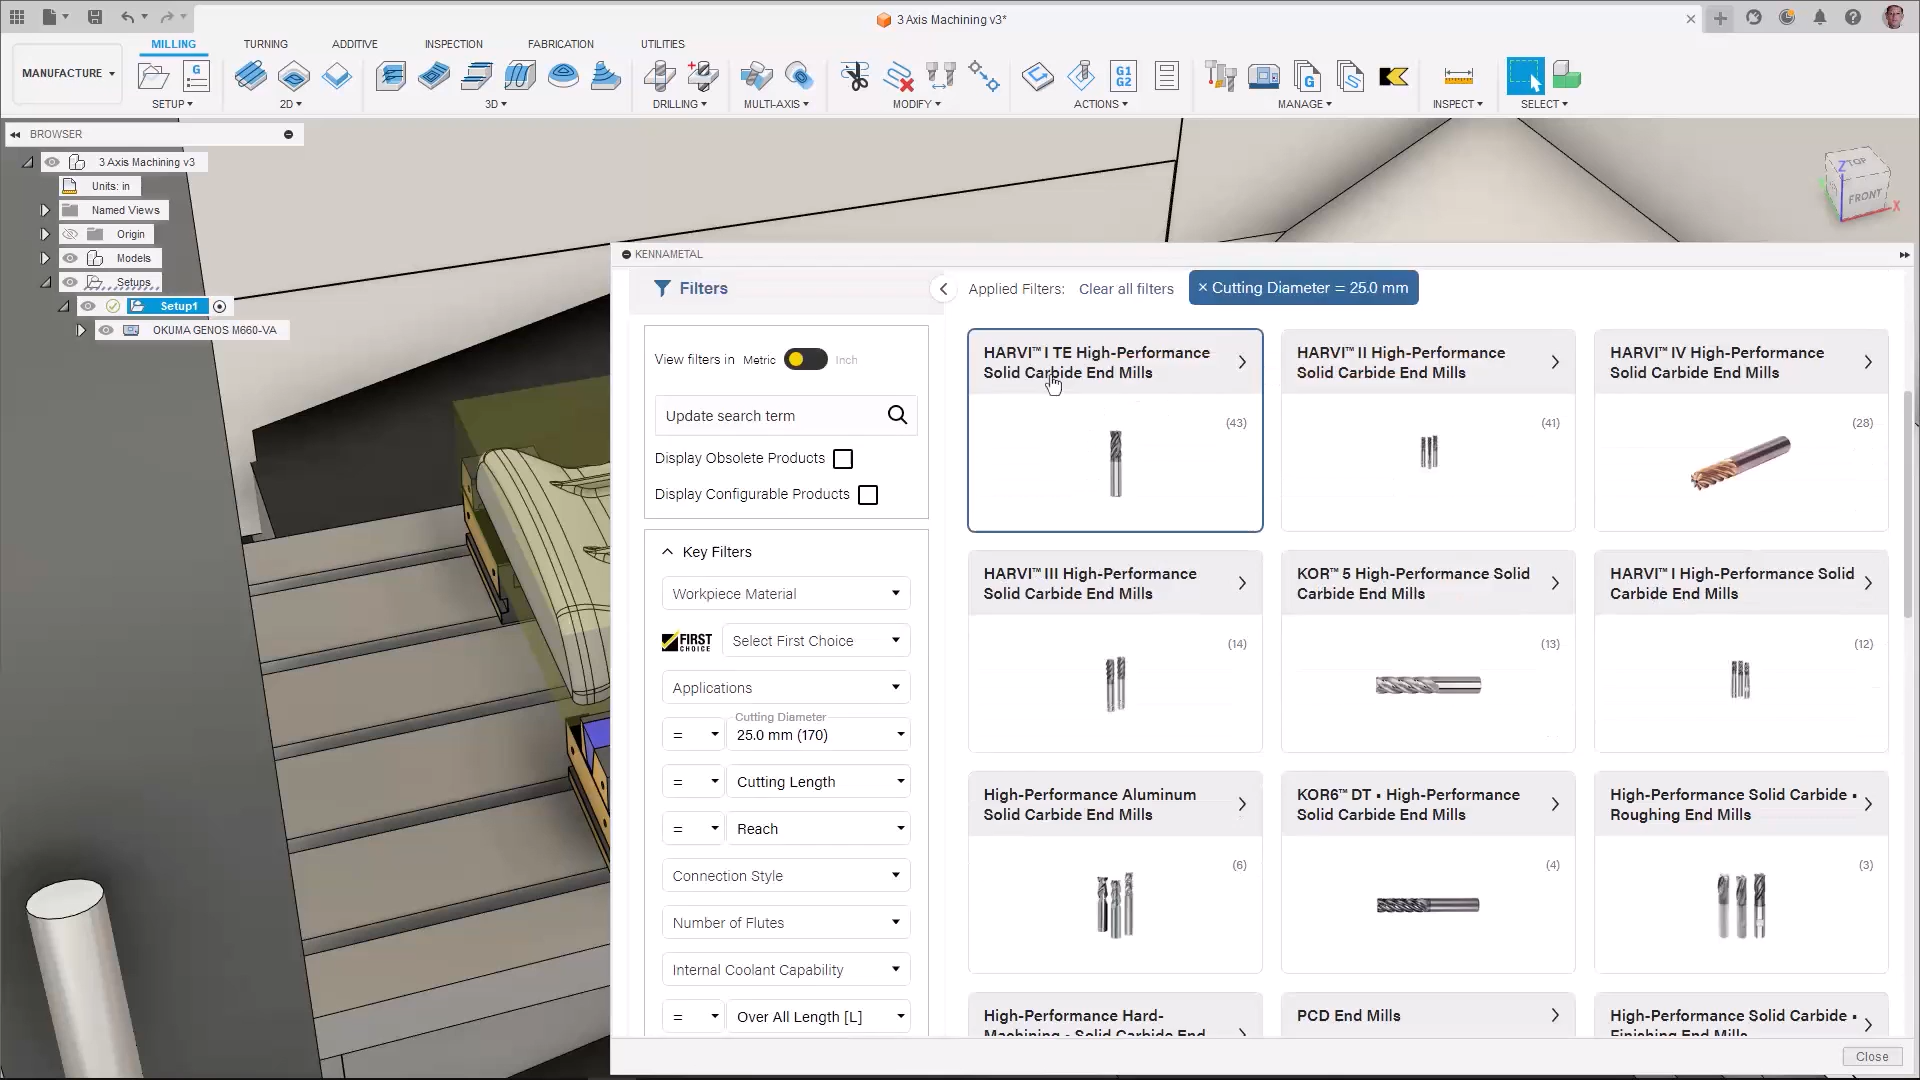 3 Axis Machining v3*
MILLING
TURNING
ADDITIVE
INSPECTION
FABRICATION
UTILITIES
MANUFACTURE
G
G1
G2
G
SETUP
2D
3D
DRILLING
MULTI-AXIS
MODIFY
ACTIONS
MANAGE
INSPECT
SELECT
BROWSER
3 Axis Machining v3
Units: in
Named Views
Origin
Models
Setups
Setup1
OKUMA GENOS M660-VA
TOP
Z
FRONT
X
KENNAMETAL
Filters
Applied Filters:
Clear all filters
× Cutting Diameter = 25.0 mm
View filters in
Metric
Inch
Update search term
Display Obsolete Products
Display Configurable Products
Key Filters
Workpiece Material
FIRST
CHOICE
Select First Choice
Applications
Cutting Diameter
=
25.0 mm (170)
=
Cutting Length
=
Reach
Connection Style
Number of Flutes
Internal Coolant Capability
=
Over All Length [L]
HARVI™ I TE High-Performance
Solid Carbide End Mills
(43)
HARVI™ II High-Performance
Solid Carbide End Mills
(41)
HARVI™ IV High-Performance
Solid Carbide End Mills
(28)
HARVI™ III High-Performance
Solid Carbide End Mills
(14)
KOR™ 5 High-Performance Solid
Carbide End Mills
(13)
HARVI™ I High-Performance Solid
Carbide End Mills
(12)
High-Performance Aluminum
Solid Carbide End Mills
(6)
KOR6™ DT • High-Performance
Solid Carbide End Mills
(4)
High-Performance Solid Carbide •
Roughing End Mills
(3)
High-Performance Hard-
Machining • Solid Carbide End
PCD End Mills
High-Performance Solid Carbide •
Finishing End Mills
Close